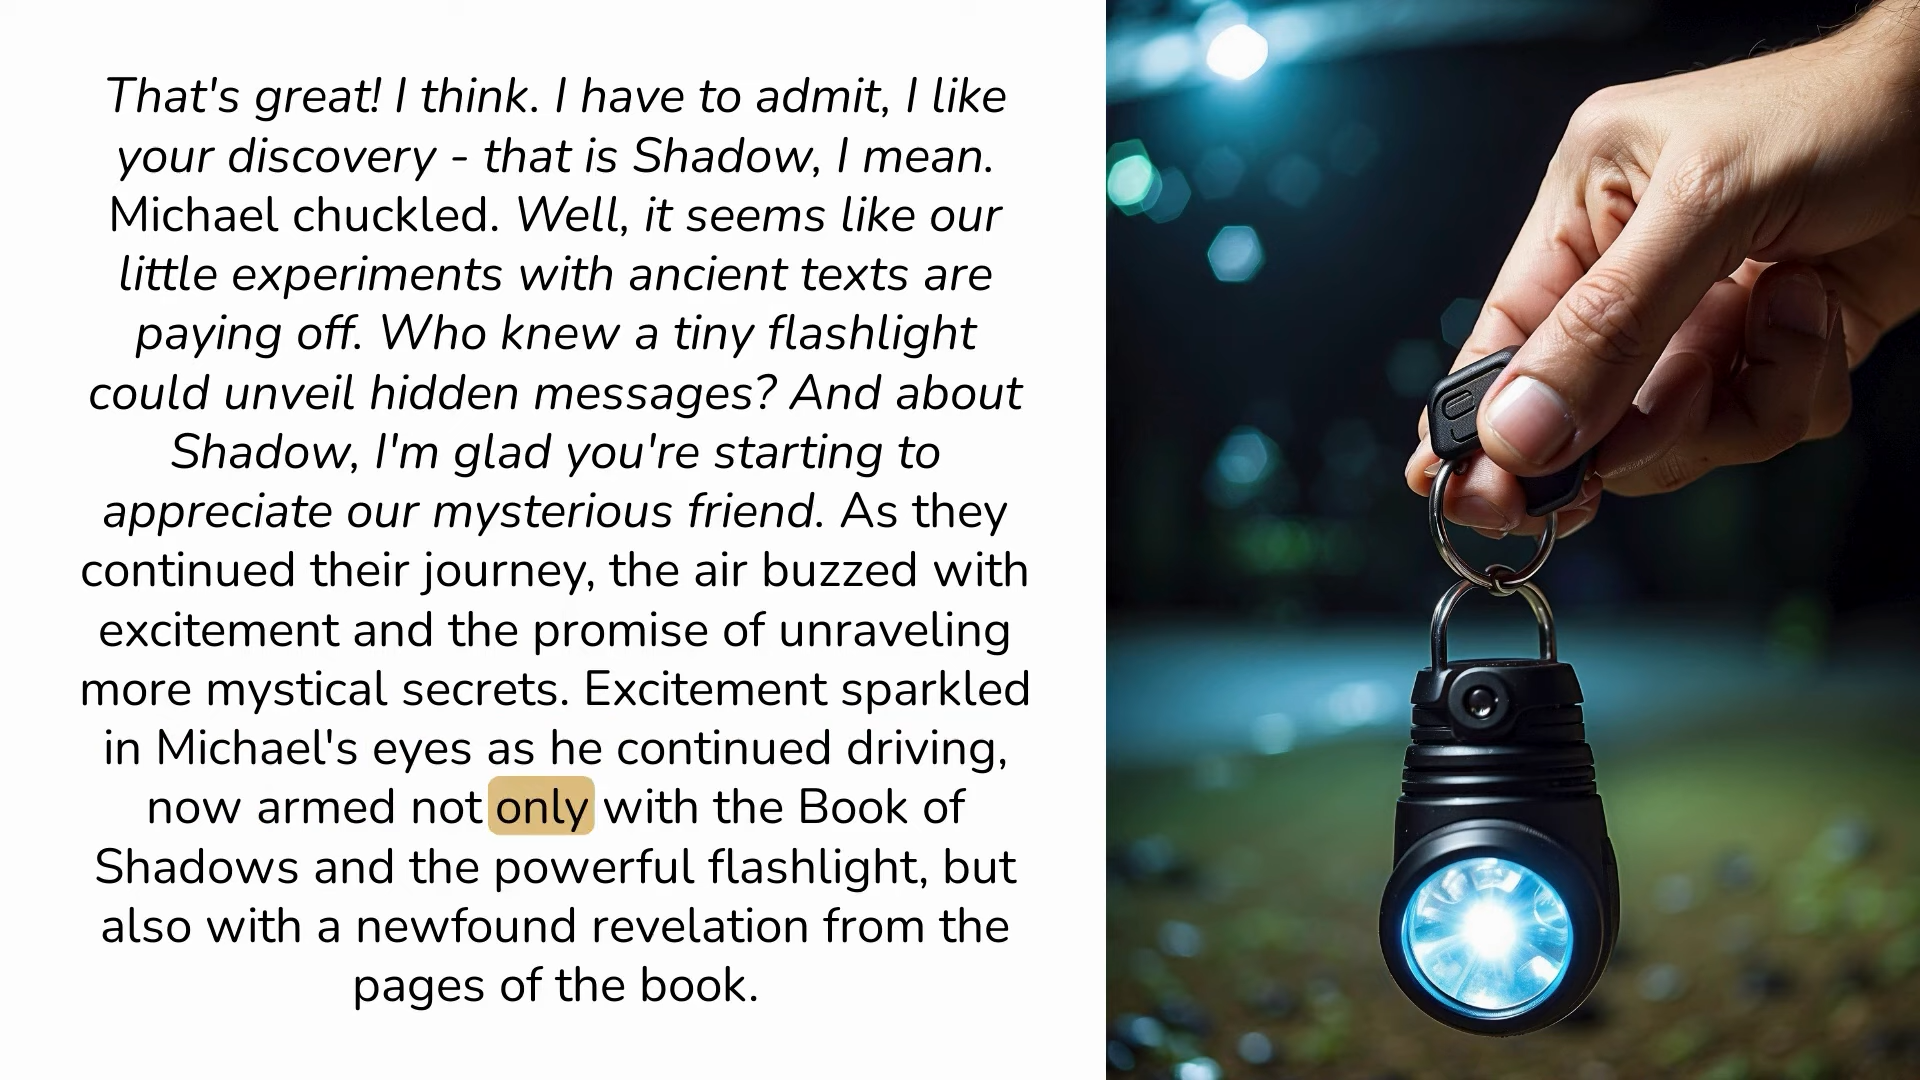 That's great! I think. I have to admit, I like
your discovery - that is Shadow, I mean.
Michael chuckled. Well, it seems like our
little experiments with ancient texts are
paying off. Who knew a tiny flashlight
could unveil hidden messages? And about
Shadow, I'm glad you're starting to
appreciate our mysterious friend. As they
continued their journey, the air buzzed with
excitement and the promise of unraveling
more mystical secrets. Excitement sparkled
in Michael's eyes as he continued driving,
now armed not only with the Book of
Shadows and the powerful flashlight, but
also with a newfound revelation from the
pages of the book.